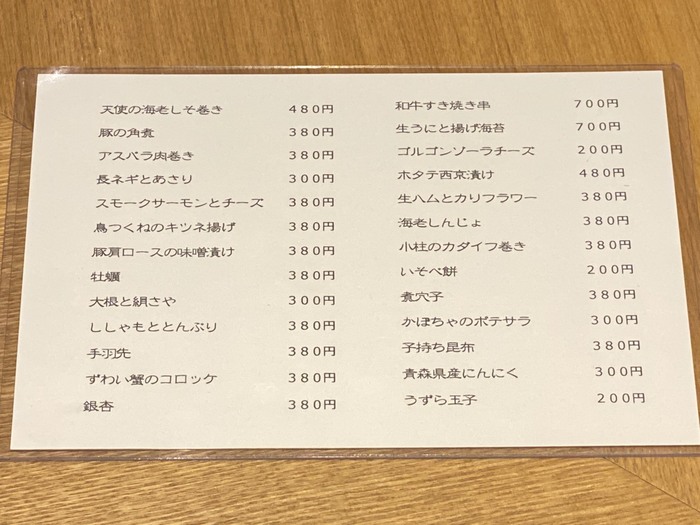 天使の海老しそ巻き 480円
豚の角煮 380円
アスパラ肉巻き 380円
長ネギとあさり 300円
スモークサーモンとチーズ 380円
鳥つくねのキツネ揚げ 380円
豚肩ロースの味噌漬け 380円
牡蠣 380円
大根と絹さや 300円
ししゃもととんぶり 380円
手羽先 380円
ずわい蟹のコロッケ 380円
銀杏 380円
和牛すき焼き串 700円
生うにと揚げ海苔 700円
ゴルゴンゾーラチーズ 200円
ホタテ西京漬け 480円
生ハムとカリフラワー 380円
海老しんじょ 380円
小柱のカダイフ巻き 380円
いそべ餅 200円
煮穴子 380円
かぼちゃのポテサラ 300円
子持ち昆布 380円
青森県産にんにく 300円
うずら玉子 200円